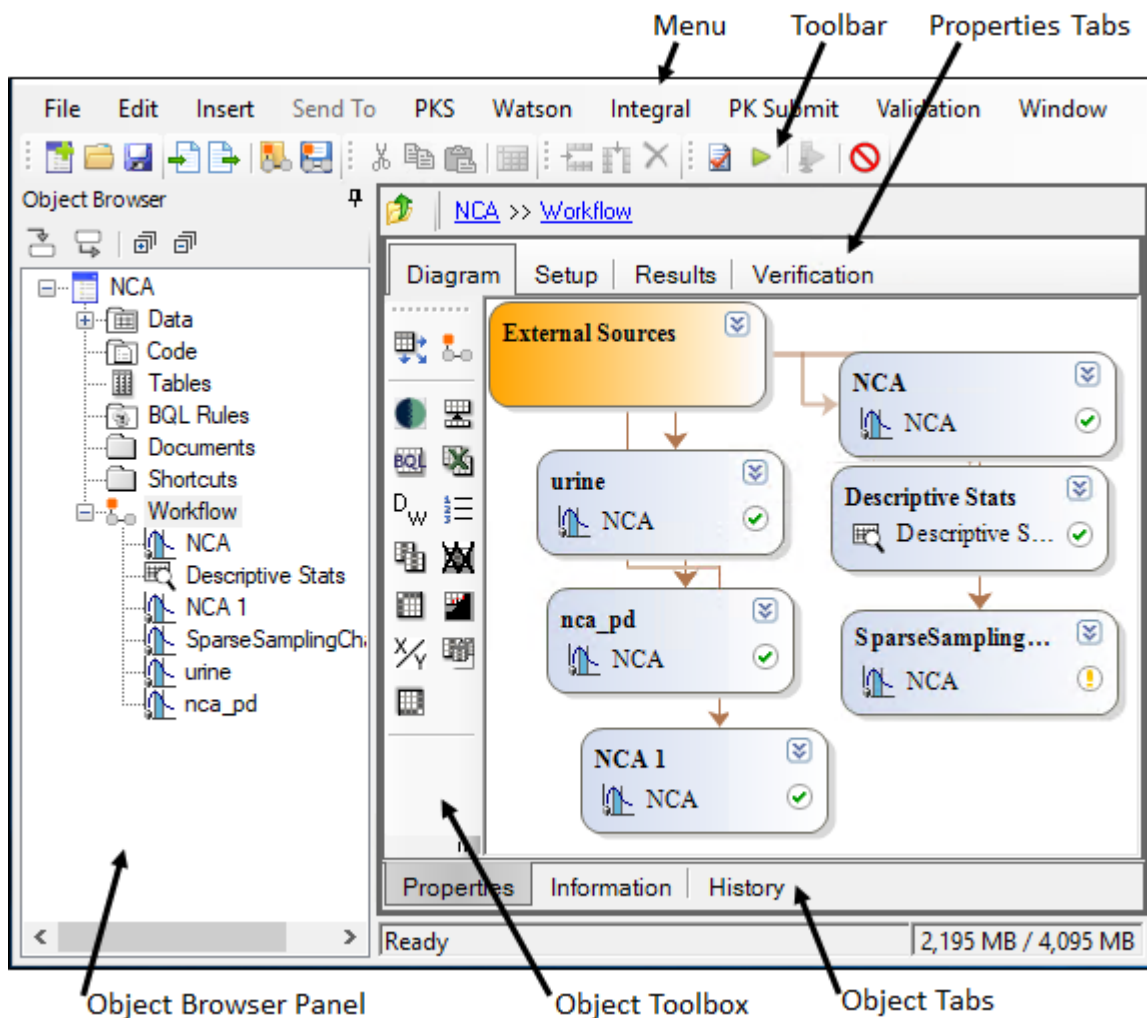 Menu Toolbar Properties Tabs
File Edit Insert Send To PKS Watson Integral PK Submit Validation Window
Object Browser
NCA >> Workflow
Diagram Setup Results Verification
NCA
Data
Code
Tables
BQL Rules
Documents
Shortcuts
Workflow
NCA
Descriptive Stats
NCA 1
SparseSamplingCh
urine
nca_pd
BQL
DW
X/Y
External Sources
NCA
NCA
urine
NCA
Descriptive Stats
Descriptive S...
nca_pd
NCA
SparseSampling...
NCA
NCA 1
NCA
Properties Information History
Ready 2,195 MB / 4,095 MB
Object Browser Panel Object Toolbox Object Tabs